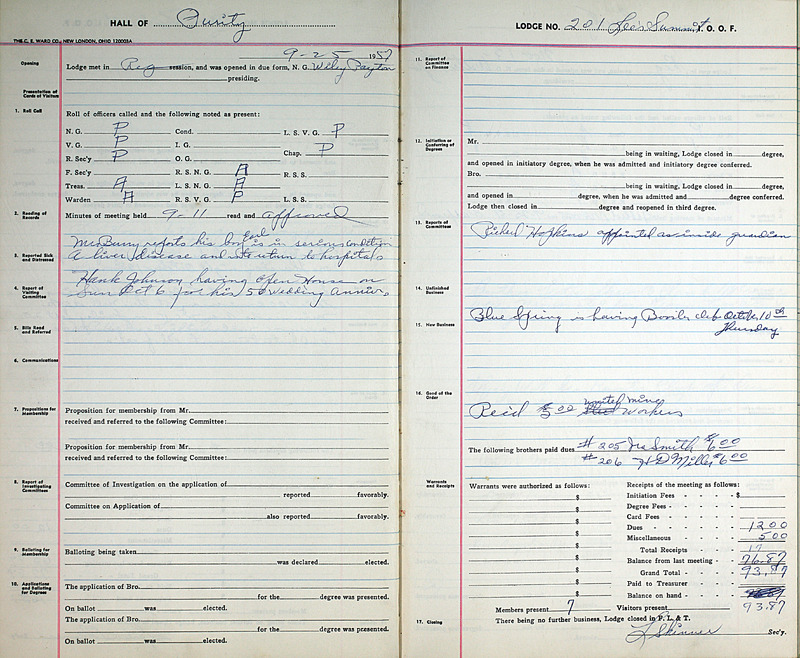 HALL OF Purity
THE C. E. WARD CO., NEW LONDON, OHIO 120008A
9-25 1957
Opening
Lodge met in Reg session, and was opened in due form, N. G. Wiley Payton
presiding.
Presentation of Cards of Visitors
1. Roll Call
Roll of officers called and the following noted as present:
N. G. P Cond. L. S. V. G. P
V. G. P I. G. Chap. P
R. Sec'y P O. G.
F. Sec'y R. S. N. G. A R. S. S.
Treas. A L. S. N. G. A
Warden A R. S. V. G. P L. S. S.
2. Reading of Records
Minutes of meeting held 9-11 read and approved
McBurry reports his boy Earl is in serious condition
3. Reported Sick and Distressed
A liver disease and is to return to hospital
Hank Johnson having Open House on
4. Report of Visiting Committee
Sun Oct 6 for his 50 Wedding Anniv.
5. Bills Read and Referred
6. Communications
7. Propositions for Membership
Proposition for membership from Mr.
received and referred to the following Committee:
Proposition for membership from Mr.
received and referred to the following Committee:
8. Report of Investigating Committees
Committee of Investigation on the application of
reported favorably.
Committee on Application of
also reported favorably.
9. Balloting for Membership
Balloting being taken
was declared elected.
10. Applications and Balloting for Degrees
The application of Bro.
for the degree was presented.
On ballot was elected.
The application of Bro.
for the degree was presented.
On ballot was elected.
LODGE NO. 201 Lee's Summit I. O. O. F.
11. Report of Committee on Finance
12. Initiation or Conferring of Degrees
Mr.
being in waiting, Lodge closed in degree,
and opened in initiatory degree, when he was admitted and initiatory degree conferred.
Bro.
being in waiting, Lodge closed in degree,
and opened in degree, when he was admitted and degree conferred.
Lodge then closed in degree and reopened in third degree.
13. Reports of Committees
Hopkins appointed as inside guardian
14. Unfinished Business
Blue Spring is having Booster club October 10th
15. New Business
Thursday
16. Good of the Order
united mine
Rec'd 5.00 Workers
The following brothers paid dues #205 Smith $6.00
#206 H D Miller $6.00
Warrants and Receipts
Warrants were authorized as follows:
$
$
$
$
$
$
$
$
Receipts of the meeting as follows:
Initiation Fees $
Degree Fees
Card Fees
Dues 12.00
Miscellaneous 5.00
Total Receipts 17
Balance from last meeting 76.87
Grand Total 93.87
Paid to Treasurer
Balance on hand
93.87
Members present 7 Visitors present
17. Closing
There being no further business, Lodge closed in F. L. & T.
L Skinner Sec'y.